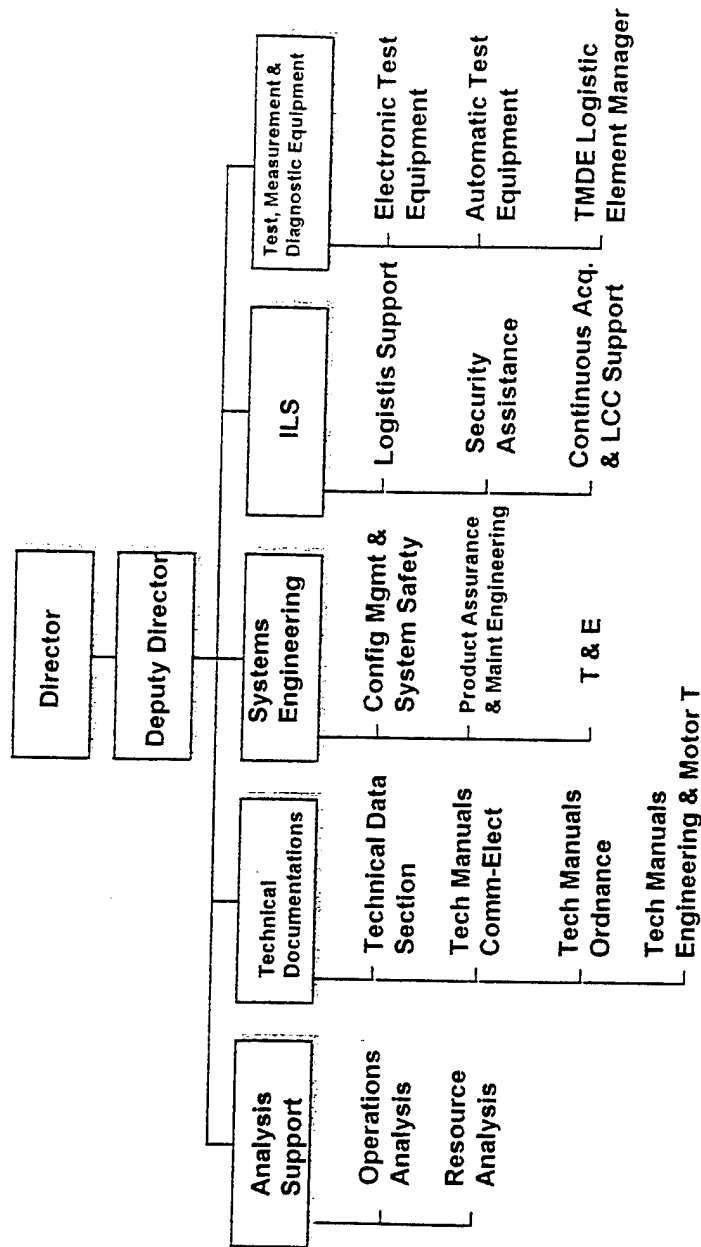 Director
Deputy Director
Analysis
Support
Operations
Analysis
Resource
Analysis
Technical
Documentations
Technical Data
Section
Tech Manuals
Comm-Elect
Tech Manuals
Ordnance
Tech Manuals
Engineering & Motor T
Systems
Engineering
Config Mgmt &
System Safety
Product Assurance
& Maint Engineering
T & E
ILS
Logistis Support
Security
Assistance
Continuous Acq.
& LCC Support
Test, Measurement &
Diagnostic Equipment
Electronic Test
Equipment
Automatic Test
Equipment
TMDE Logistic
Element Manager